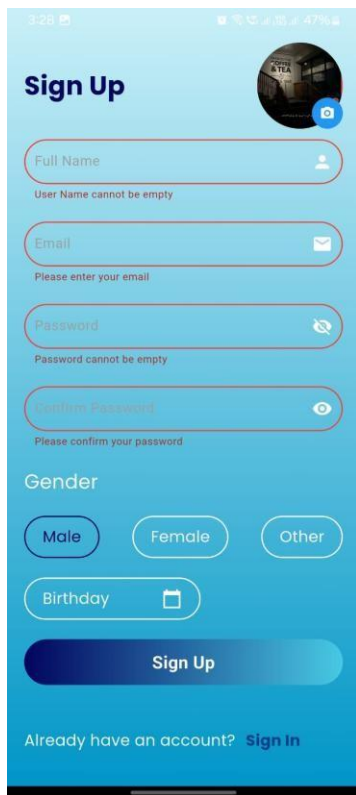 3:28
47%
Sign Up
COFFEE
& TEA
Full Name
User Name cannot be empty
Email
Please enter your email
Password
Password cannot be empty
Confirm Password
Please confirm your password
Gender
Male Female Other
Birthday
Sign Up
Already have an account? Sign In